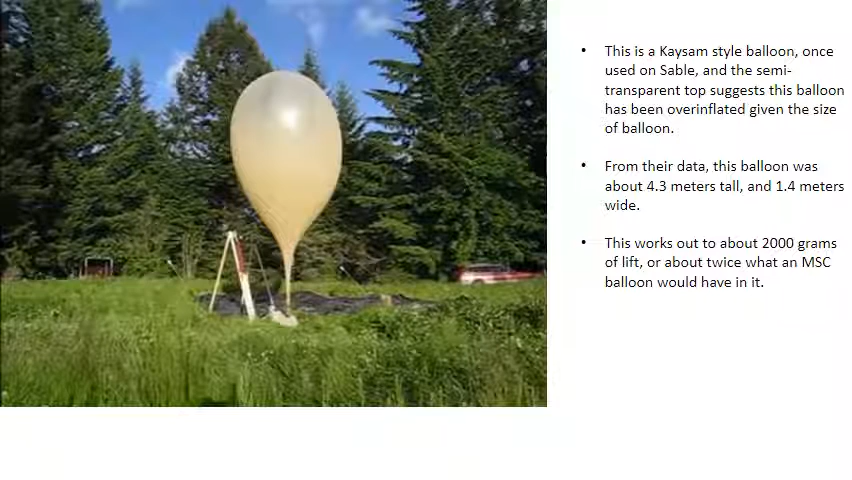 • This is a Kaysam style balloon, once
used on Sable, and the semi-
transparent top suggests this balloon
has been overinflated given the size
of balloon.
• From their data, this balloon was
about 4.3 meters tall, and 1.4 meters
wide.
• This works out to about 2000 grams
of lift, or about twice what an MSC
balloon would have in it.